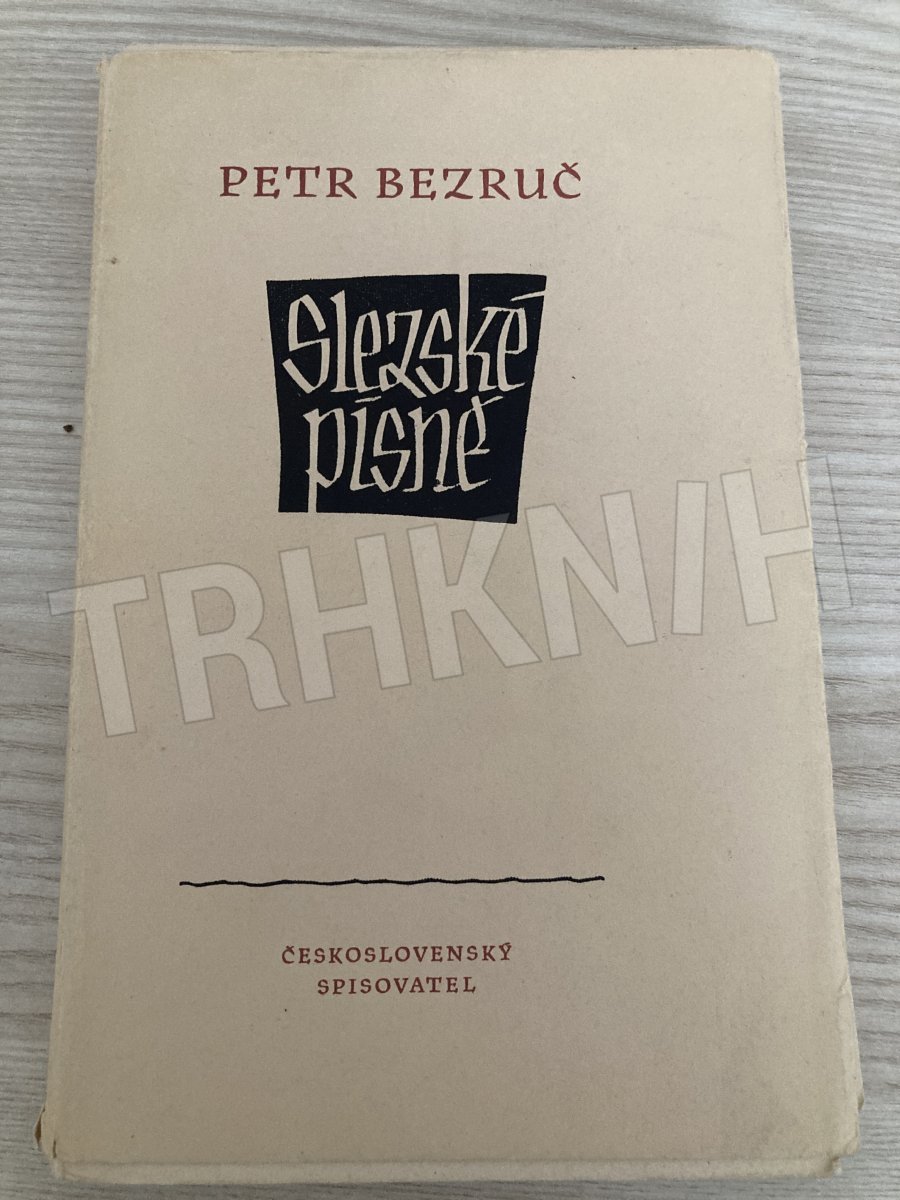 PETR BEZRUČ
Slezské
písně
TRHKNIH
ČESKOSLOVENSKÝ
SPISOVATEL